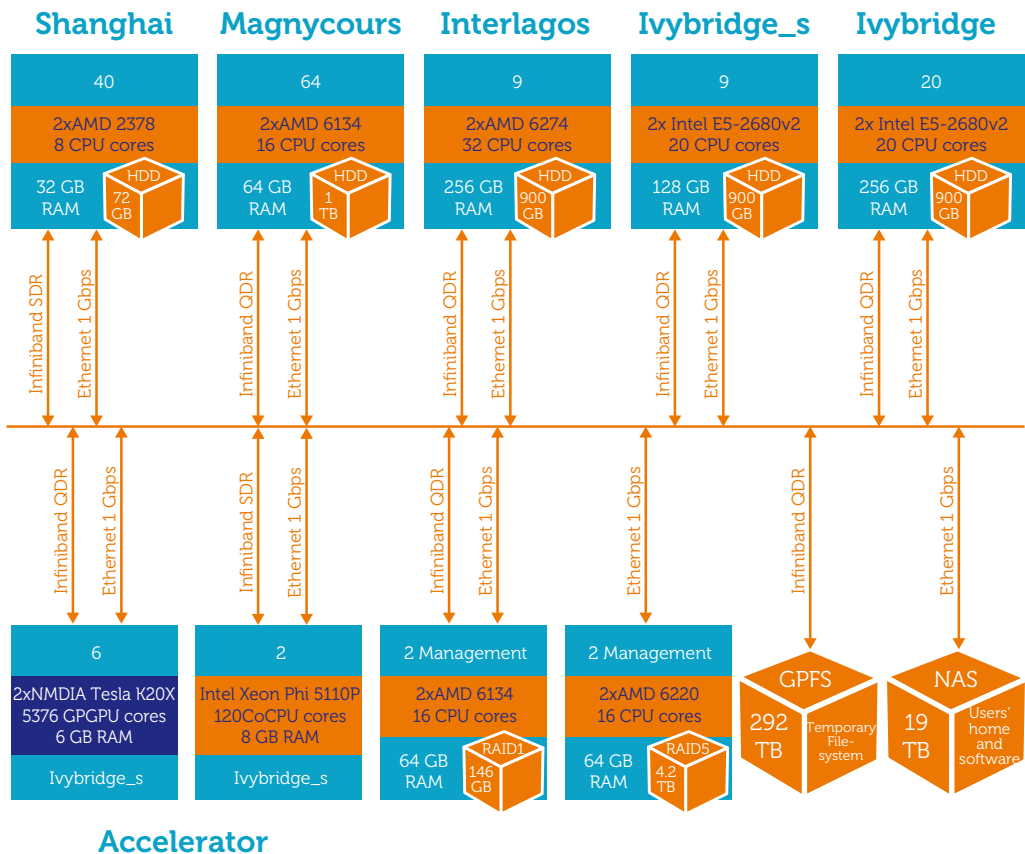 Shanghai
Magnycours
Interlagos
Ivybridge_s
Ivybridge
40
2xAMD 2378
8 CPU cores
32 GB
RAM
HDD
72
GB
64
2xAMD 6134
16 CPU cores
64 GB
RAM
HDD
1
TB
9
2xAMD 6274
32 CPU cores
256 GB
RAM
HDD
900
GB
9
2x Intel E5-2680v2
20 CPU cores
128 GB
RAM
HDD
900
GB
20
2x Intel E5-2680v2
20 CPU cores
256 GB
RAM
HDD
900
GB
Infiniband SDR
Ethernet 1 Gbps
Infiniband QDR
Ethernet 1 Gbps
Infiniband QDR
Ethernet 1 Gbps
Infiniband QDR
Ethernet 1 Gbps
Infiniband QDR
Ethernet 1 Gbps
Infiniband QDR
Ethernet 1 Gbps
Infiniband SDR
Ethernet 1 Gbps
Infiniband QDR
Ethernet 1 Gbps
Ethernet 1 Gbps
Infiniband QDR
Ethernet 1 Gbps
6
2xNMDIA Tesla K20X
5376 GPGPU cores
6 GB RAM
Ivybridge_s
2
Intel Xeon Phi 5110P
120CoCPU cores
8 GB RAM
Ivybridge_s
2 Management
2xAMD 6134
16 CPU cores
64 GB
RAM
RAID1
146
GB
2 Management
2xAMD 6220
16 CPU cores
64 GB
RAM
RAID5
4.2
TB
GPFS
292
TB
Temporary
File-
system
NAS
19
TB
Users'
home
and
software
Accelerator